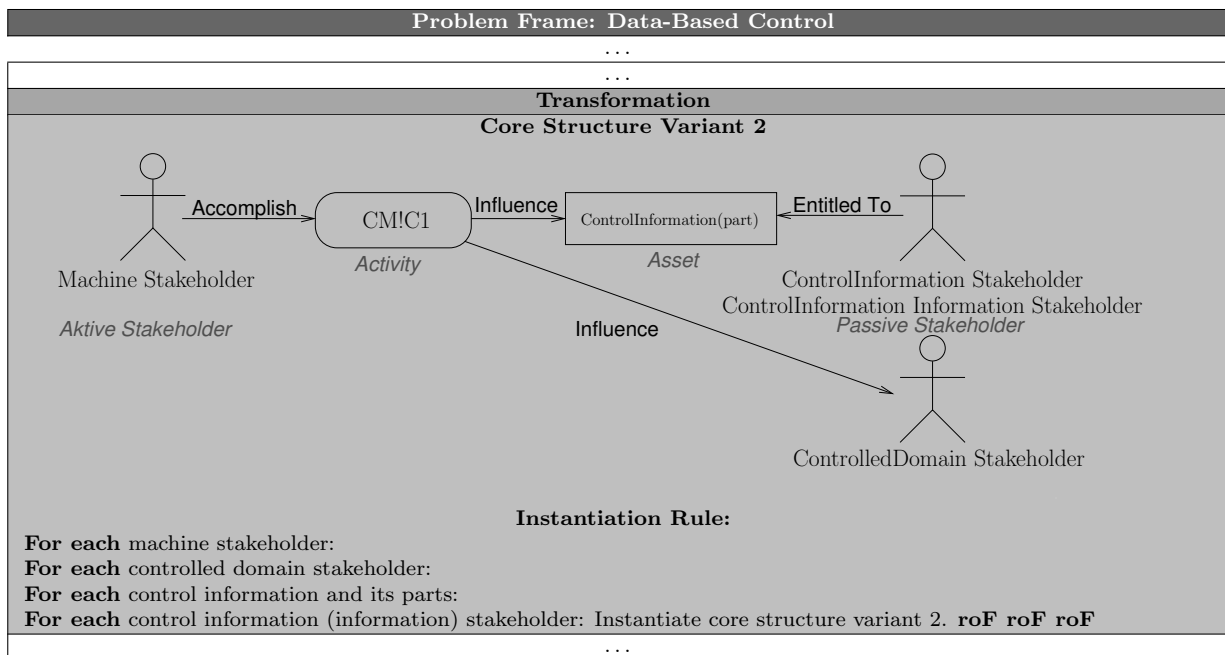 Problem Frame: Data-Based Control
. . .
. . .
Transformation
Core Structure Variant 2
Accomplish
CM!C1
Influence
ControlInformation(part)
Entitled To
Activity
Asset
Machine Stakeholder
ControlInformation Stakeholder
ControlInformation Information Stakeholder
Aktive Stakeholder
Influence
Passive Stakeholder
ControlledDomain Stakeholder
Instantiation Rule:
For each machine stakeholder:
For each controlled domain stakeholder:
For each control information and its parts:
For each control information (information) stakeholder: Instantiate core structure variant 2. roF roF roF
. . .